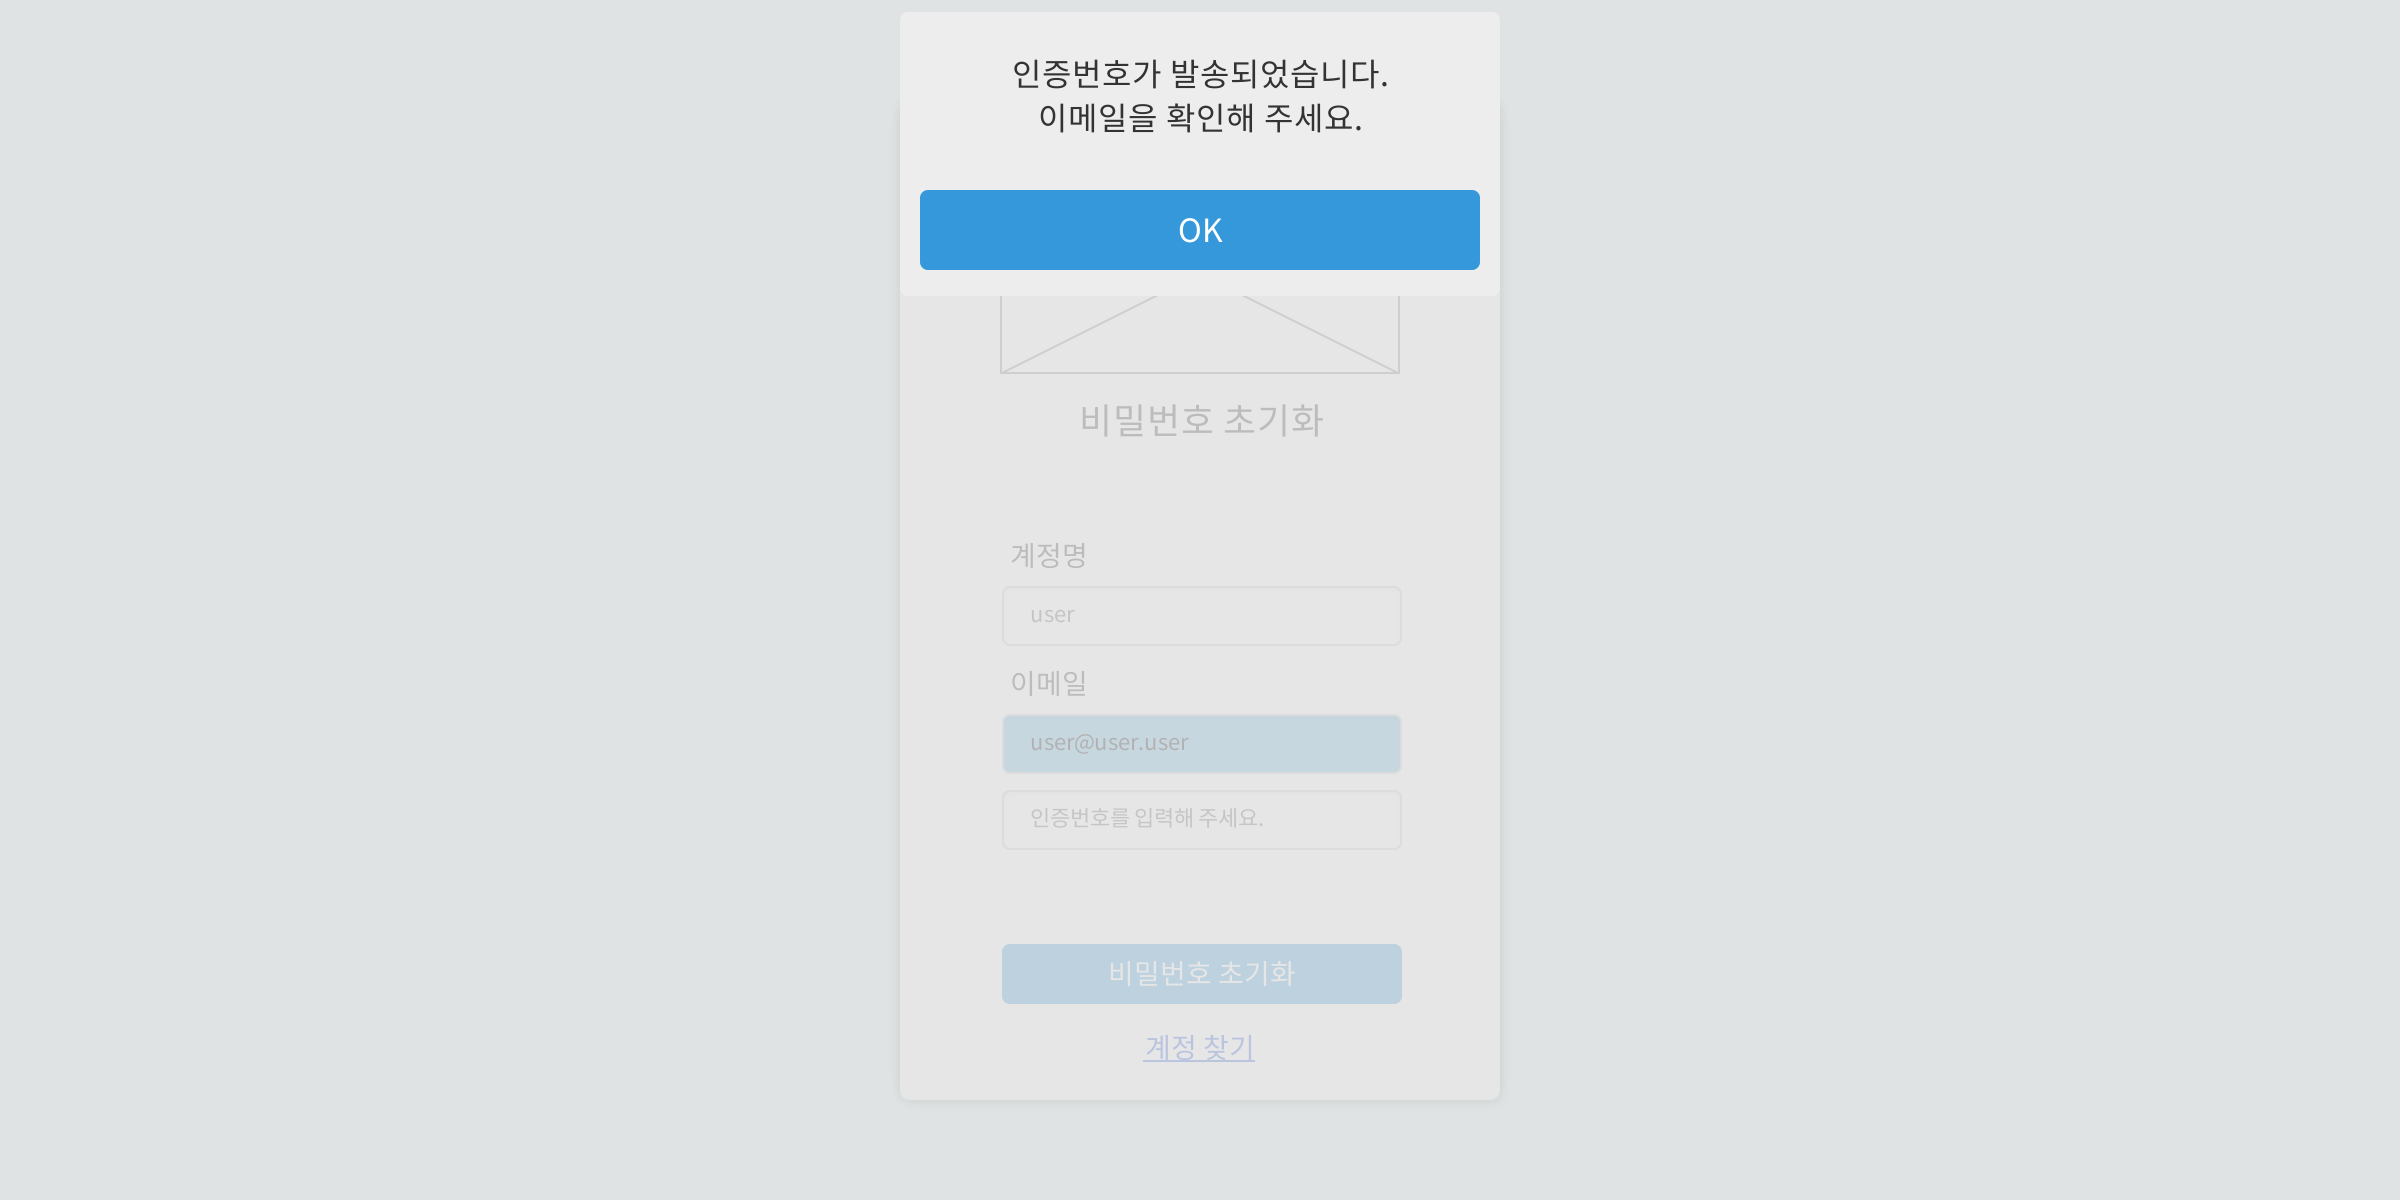 인증번호가 발송되었습니다.
이메일을 확인해 주세요.
OK
비밀번호 초기화
계정명
user
이메일
user@user.user
인증번호를 입력해 주세요.
비밀번호 초기화
계정 찾기